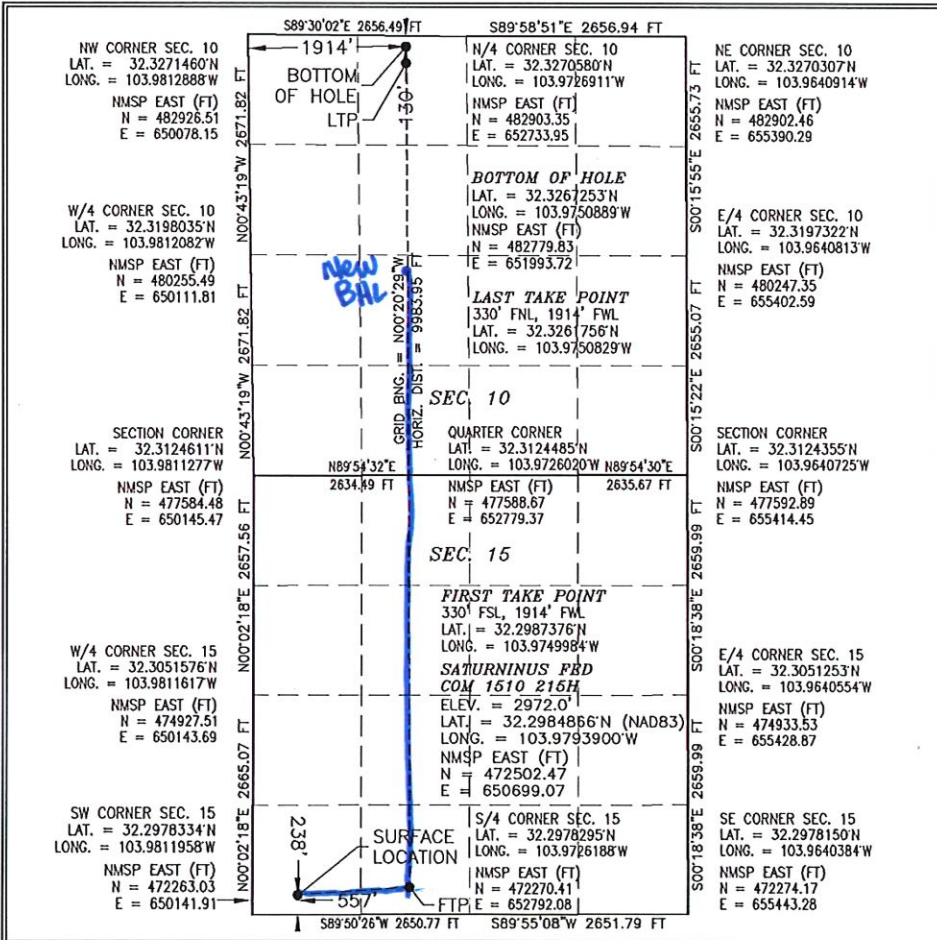 S89°30'02"E 2656.49 FT
S89°58'51"E 2656.94 FT
1914'
NW CORNER SEC. 10
LAT. = 32.3271460°N
LONG. = 103.9812888°W
NMSP EAST (FT)
N = 482926.51
E = 650078.15
BOTTOM
OF HOLE
LTP
130'
N/4 CORNER SEC. 10
LAT. = 32.3270580°N
LONG. = 103.9726911°W
NMSP EAST (FT)
N = 482903.35
E = 652733.95
NE CORNER SEC. 10
LAT. = 32.3270307°N
LONG. = 103.9640914°W
NMSP EAST (FT)
N = 482902.46
E = 655390.29
N00°43'19"W 2671.82 FT
S00°15'55"E 2655.73 FT
BOTTOM OF HOLE
LAT. = 32.3267253°N
LONG. = 103.9750889°W
NMSP EAST (FT)
N = 482779.83
E = 651993.72
W/4 CORNER SEC. 10
LAT. = 32.3198035°N
LONG. = 103.9812082°W
NMSP EAST (FT)
N = 480255.49
E = 650111.81
E/4 CORNER SEC. 10
LAT. = 32.3197322°N
LONG. = 103.9640813°W
NMSP EAST (FT)
N = 480247.35
E = 655402.59
New
BHL
LAST TAKE POINT
330' FNL, 1914' FWL
LAT. = 32.3261756°N
LONG. = 103.9750829°W
GRID BNG. = N00°20'29"W
HORIZ. DIST. = 9983.95 FT
N00°43'19"W 2671.82 FT
S00°15'22"E 2655.07 FT
SEC. 10
SECTION CORNER
LAT. = 32.3124611°N
LONG. = 103.9811277°W
NMSP EAST (FT)
N = 477584.48
E = 650145.47
N89°54'32"E
2634.49 FT
QUARTER CORNER
LAT. = 32.3124485°N
LONG. = 103.9726020°W
NMSP EAST (FT)
N = 477588.67
E = 652779.37
N89°54'30"E
2635.67 FT
SECTION CORNER
LAT. = 32.3124355°N
LONG. = 103.9640725°W
NMSP EAST (FT)
N = 477592.89
E = 655414.45
SEC. 15
N00°02'18"E 2657.56 FT
S00°18'38"E 2659.99 FT
FIRST TAKE POINT
330' FSL, 1914' FWL
LAT. = 32.2987376°N
LONG. = 103.9749984°W
W/4 CORNER SEC. 15
LAT. = 32.3051576°N
LONG. = 103.9811617°W
NMSP EAST (FT)
N = 474927.51
E = 650143.69
SATURNINUS FED
COM 1510 215H
ELEV. = 2972.0'
LAT. = 32.2984866°N (NAD83)
LONG. = 103.9793900°W
NMSP EAST (FT)
N = 472502.47
E = 650699.07
E/4 CORNER SEC. 15
LAT. = 32.3051253°N
LONG. = 103.9640554°W
NMSP EAST (FT)
N = 474933.53
E = 655428.87
N00°02'18"E 2665.07 FT
S00°18'38"E 2659.99 FT
SW CORNER SEC. 15
LAT. = 32.2978334°N
LONG. = 103.9811958°W
NMSP EAST (FT)
N = 472263.03
E = 650141.91
238'
SURFACE
LOCATION
557'
FTP
S/4 CORNER SEC. 15
LAT. = 32.2978295°N
LONG. = 103.9726188°W
NMSP EAST (FT)
N = 472270.41
E = 652792.08
SE CORNER SEC. 15
LAT. = 32.2978150°N
LONG. = 103.9640384°W
NMSP EAST (FT)
N = 472274.17
E = 655443.28
S89°50'26"W 2650.77 FT
S89°55'08"W 2651.79 FT